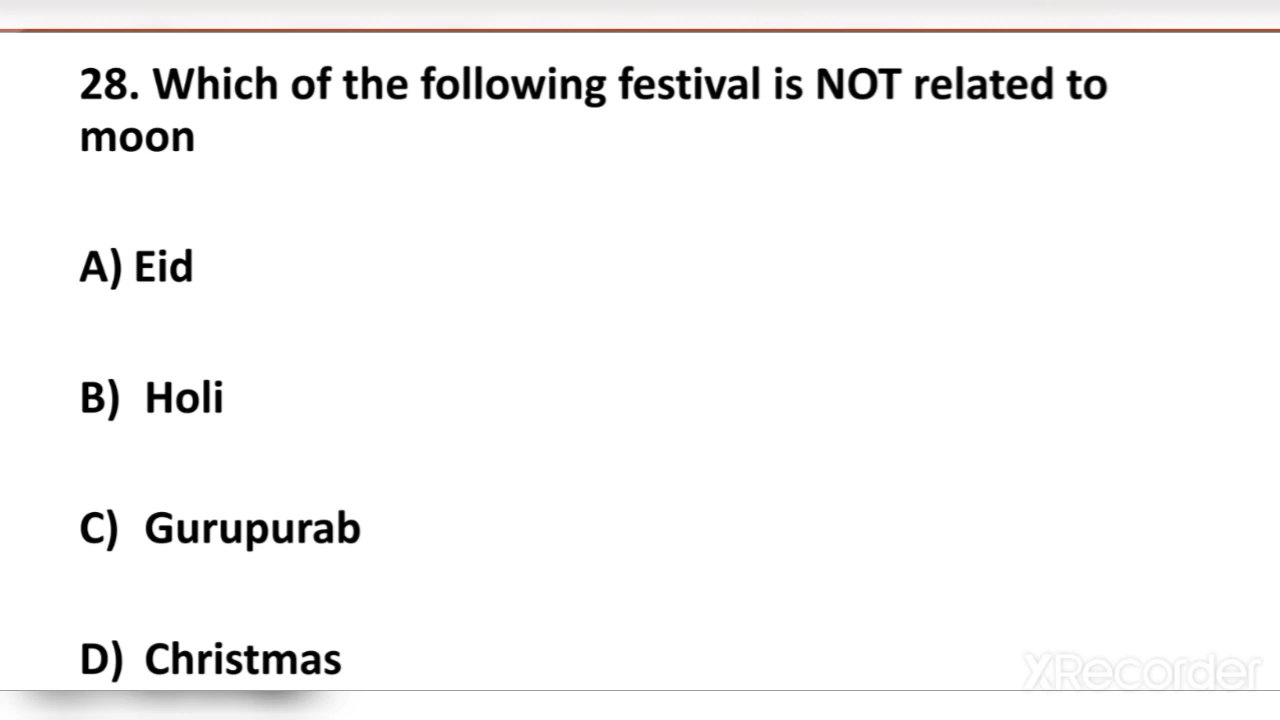 28. Which of the following festival is NOT related to
moon
A) Eid
B) Holi
C) Gurupurab
D) Christmas
XRecorder